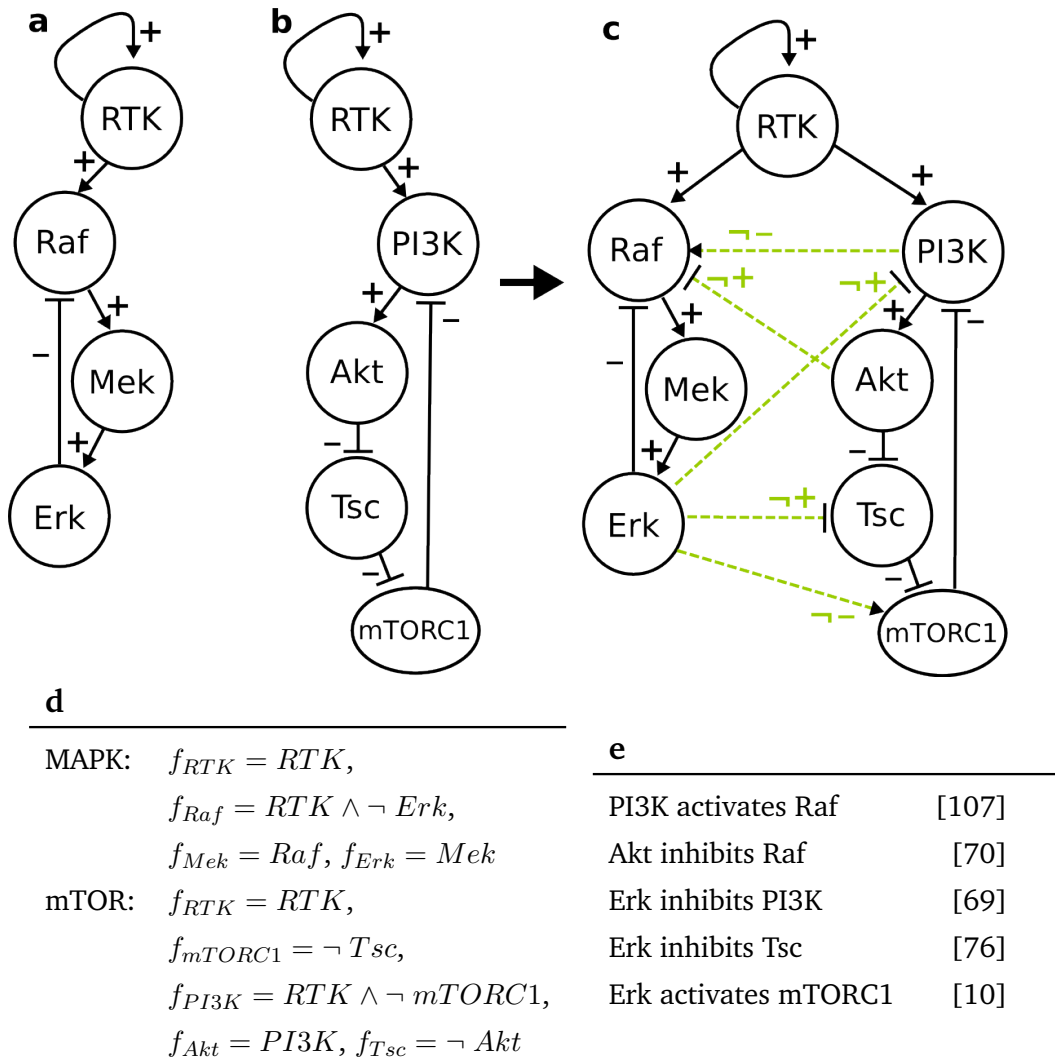 a
+
RTK
+
Raf
+
–
Mek
+
Erk
b
+
RTK
+
PI3K
+
–
Akt
–
Tsc
–
mTORC1
c
+
RTK
+
+
Raf
¬ –
PI3K
¬ +
¬ +
+
+
–
–
Mek
Akt
+
–
Erk
¬ +
Tsc
–
¬ –
mTORC1
d
MAPK: f_RTK = RTK,
f_Raf = RTK ∧ ¬ Erk,
f_Mek = Raf, f_Erk = Mek
mTOR: f_RTK = RTK,
f_mTORC1 = ¬ Tsc,
f_PI3K = RTK ∧ ¬ mTORC1,
f_Akt = PI3K, f_Tsc = ¬ Akt
e
PI3K activates Raf [107]
Akt inhibits Raf [70]
Erk inhibits PI3K [69]
Erk inhibits Tsc [76]
Erk activates mTORC1 [10]